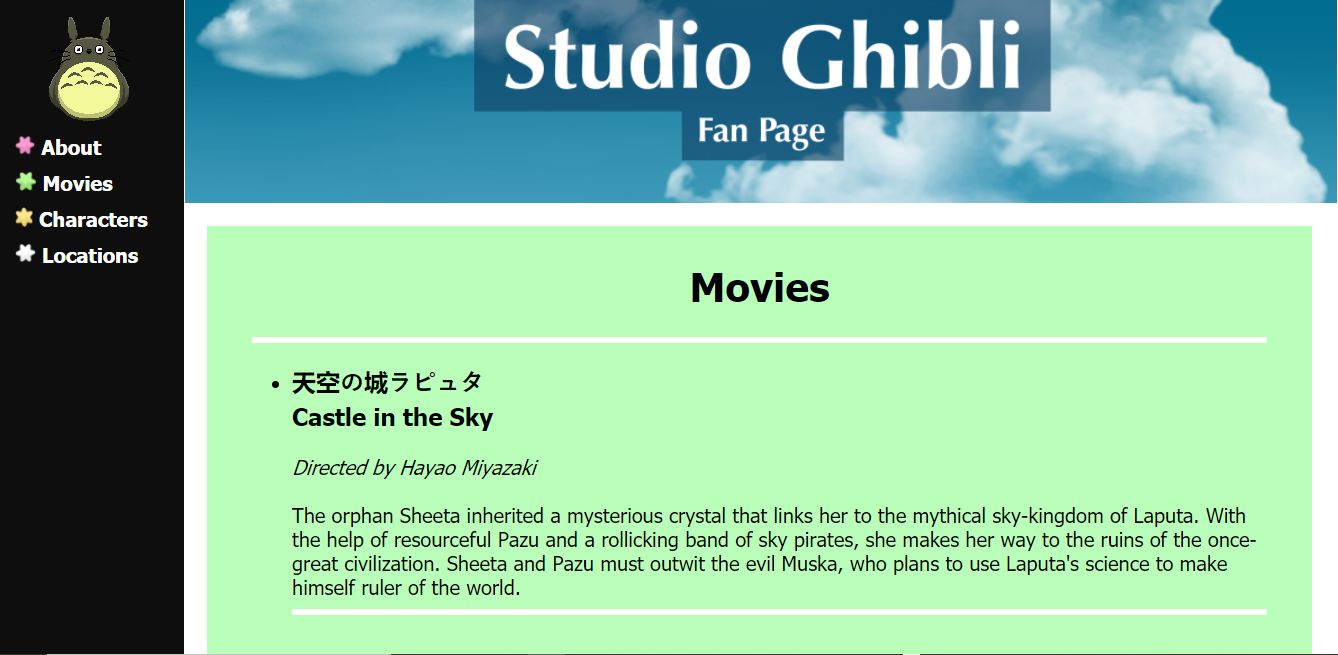 About
Movies
Characters
Locations
Studio Ghibli
Fan Page
Movies
天空の城ラピュタ
Castle in the Sky
Directed by Hayao Miyazaki
The orphan Sheeta inherited a mysterious crystal that links her to the mythical sky-kingdom of Laputa. With
the help of resourceful Pazu and a rollicking band of sky pirates, she makes her way to the ruins of the once-
great civilization. Sheeta and Pazu must outwit the evil Muska, who plans to use Laputa's science to make
himself ruler of the world.